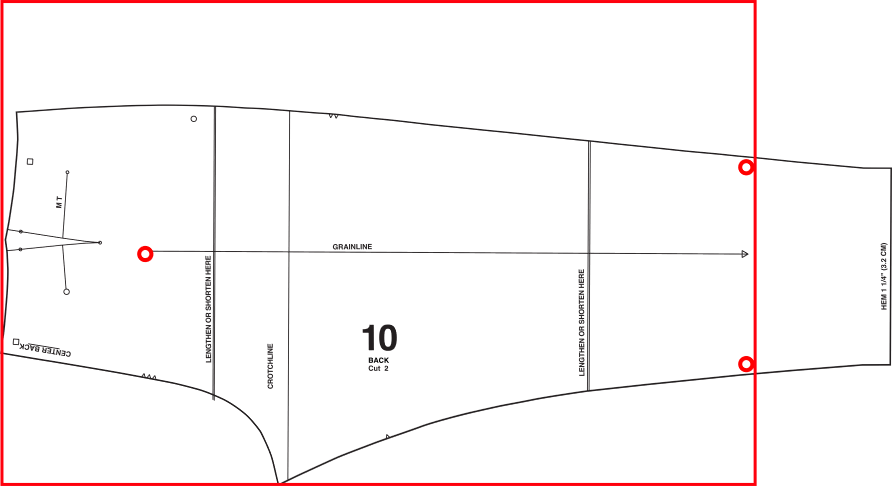 M T
CENTER BACK
LENGTHEN OR SHORTEN HERE
CROTCHLINE
GRAINLINE
10
BACK
Cut 2
LENGTHEN OR SHORTEN HERE
HEM 1 1/4" (3.2 CM)